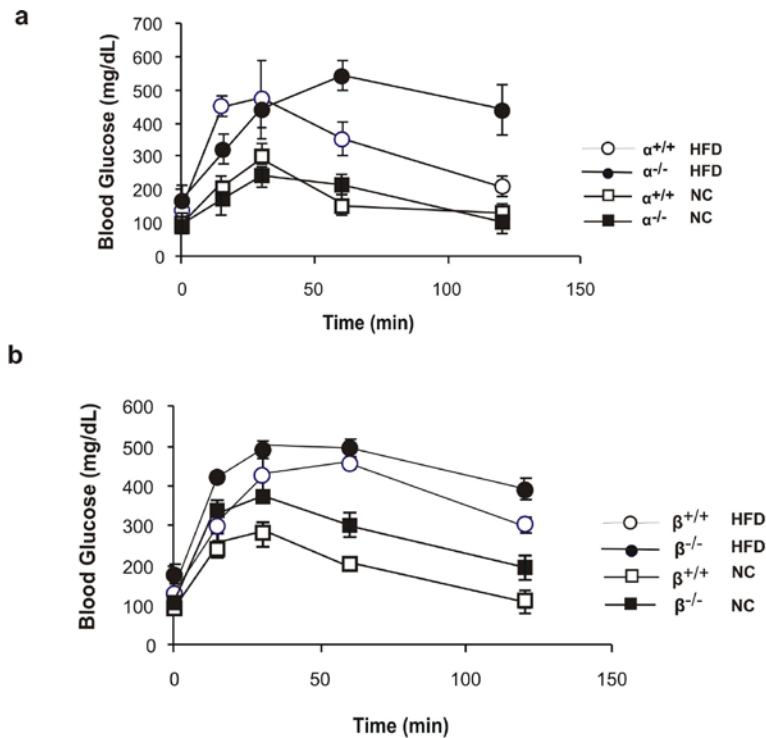 a
700
600
500
400
300
200
100
0
Blood Glucose (mg/dL)
0 50 100 150
Time (min)
α+/+ HFD
α-/- HFD
α+/+ NC
α-/- NC
b
600
500
400
300
200
100
0
Blood Glucose (mg/dL)
0 50 100 150
Time (min)
β+/+ HFD
β-/- HFD
β+/+ NC
β-/- NC